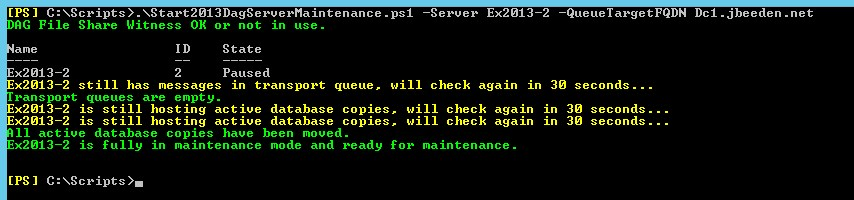 [PS] C:\Scripts>.\Start2013DagServerMaintenance.ps1 -Server Ex2013-2 -QueueTargetFQDN Dc1.jbeeden.net
DAG File Share Witness OK or not in use.
Name ID State
---- -- -----
Ex2013-2 2 Paused
Ex2013-2 still has messages in transport queue, will check again in 30 seconds...
Transport queues are empty.
Ex2013-2 is still hosting active database copies, will check again in 30 seconds...
Ex2013-2 is still hosting active database copies, will check again in 30 seconds...
All active database copies have been moved.
Ex2013-2 is fully in maintenance mode and ready for maintenance.
[PS] C:\Scripts>